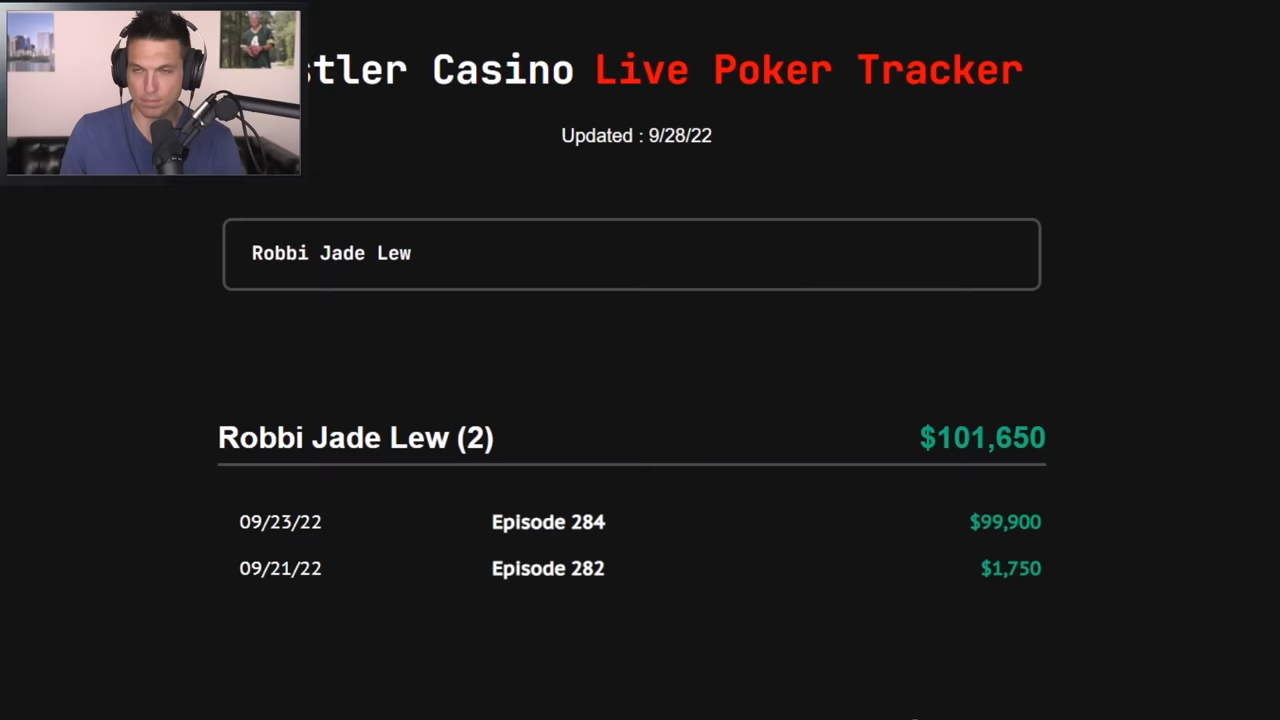 stler Casino Live Poker Tracker
Updated : 9/28/22
Robbi Jade Lew
Robbi Jade Lew (2) $101,650
09/23/22 Episode 284 $99,900
09/21/22 Episode 282 $1,750